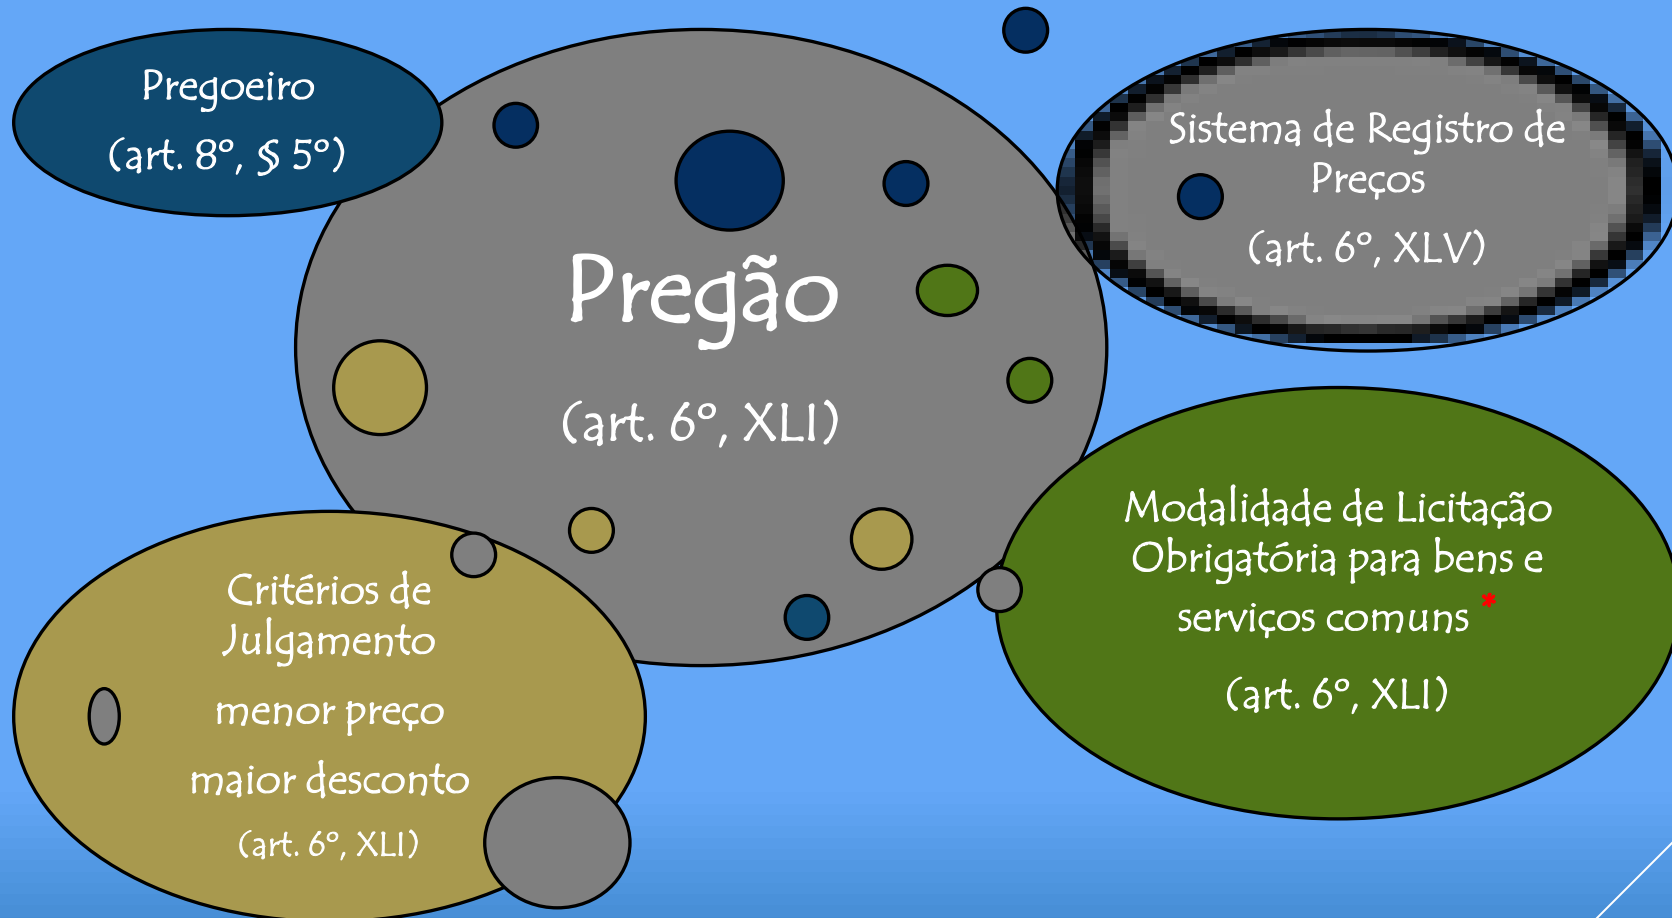 Pregoeiro
(art. 8º, § 5º)
Sistema de Registro de
Preços
(art. 6º, XLV)
Pregão
(art. 6º, XLI)
Modalidade de Licitação
Obrigatória para bens e
serviços comuns *
(art. 6º, XLI)
Critérios de
Julgamento
menor preço
maior desconto
(art. 6º, XLI)